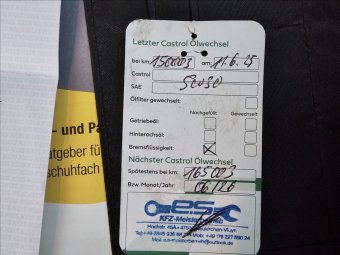 Letzter Castrol Ölwechsel
bei km: 150003 am: 11.6.25
Castrol
SAE 5W30
Ölfilter gewechselt:
Nachgefüllt Gewechselt
Getriebeöl:
Hinterachsöl:
Bremsflüssigkeit:
Nächster Castrol Ölwechsel
Spätestens bei km: 165003
Bzw. Monat/Jahr: 06/26
e.S
KFZ-Meisterbetrieb
- und Pa
atgeber für
schuhfach